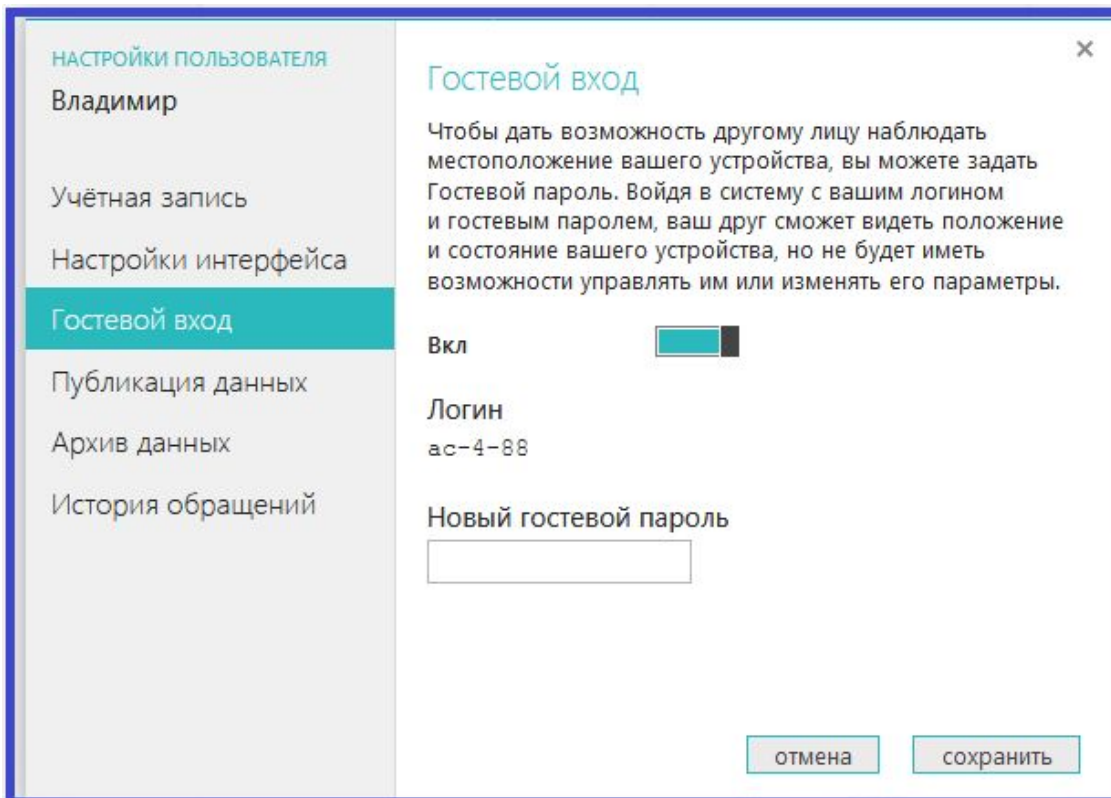 НАСТРОЙКИ ПОЛЬЗОВАТЕЛЯ
Владимир
Учётная запись
Настройки интерфейса
Гостевой вход
Публикация данных
Архив данных
История обращений
×
Гостевой вход
Чтобы дать возможность другому лицу наблюдать
местоположение вашего устройства, вы можете задать
Гостевой пароль. Войдя в систему с вашим логином
и гостевым паролем, ваш друг сможет видеть положение
и состояние вашего устройства, но не будет иметь
возможности управлять им или изменять его параметры.
Вкл
Логин
ac-4-88
Новый гостевой пароль
отмена сохранить